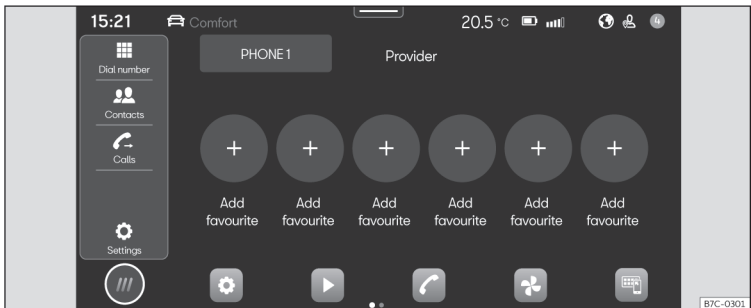 15:21 Comfort 20.5 °C 4
PHONE 1 Provider
Dial number
Contacts
Calls
Settings
Add favourite
Add favourite
Add favourite
Add favourite
Add favourite
Add favourite
B7C-0301